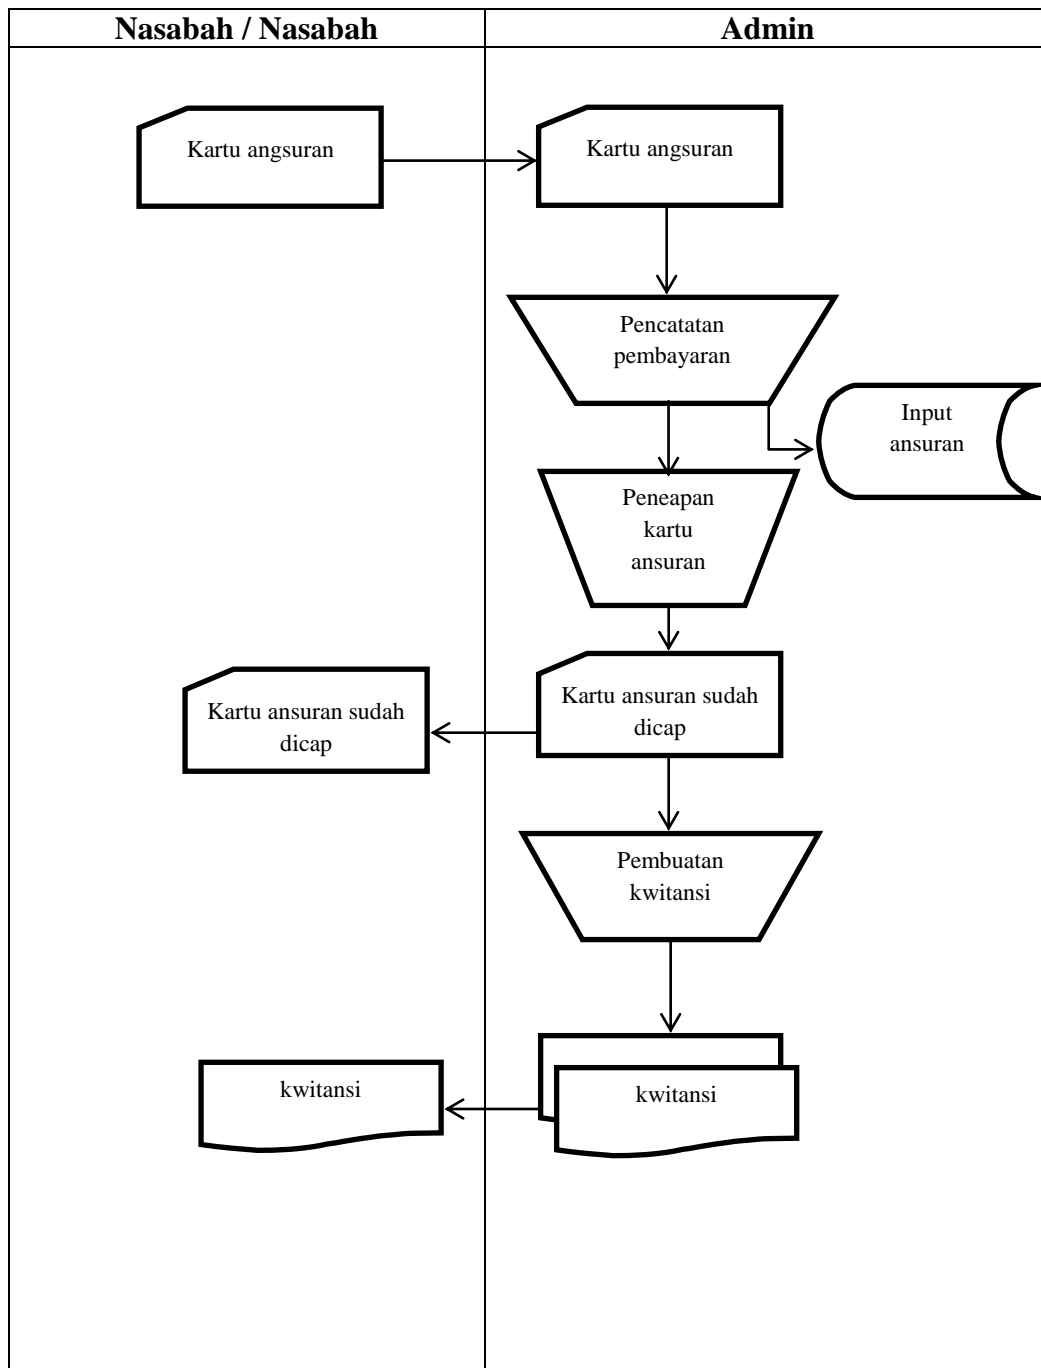 Nasabah / Nasabah
Admin
Kartu angsuran
Kartu angsuran
Pencatatan
pembayaran
Input
ansuran
Peneapan
kartu
ansuran
Kartu ansuran sudah
dicap
Kartu ansuran sudah
dicap
Pembuatan
kwitansi
kwitansi
kwitansi